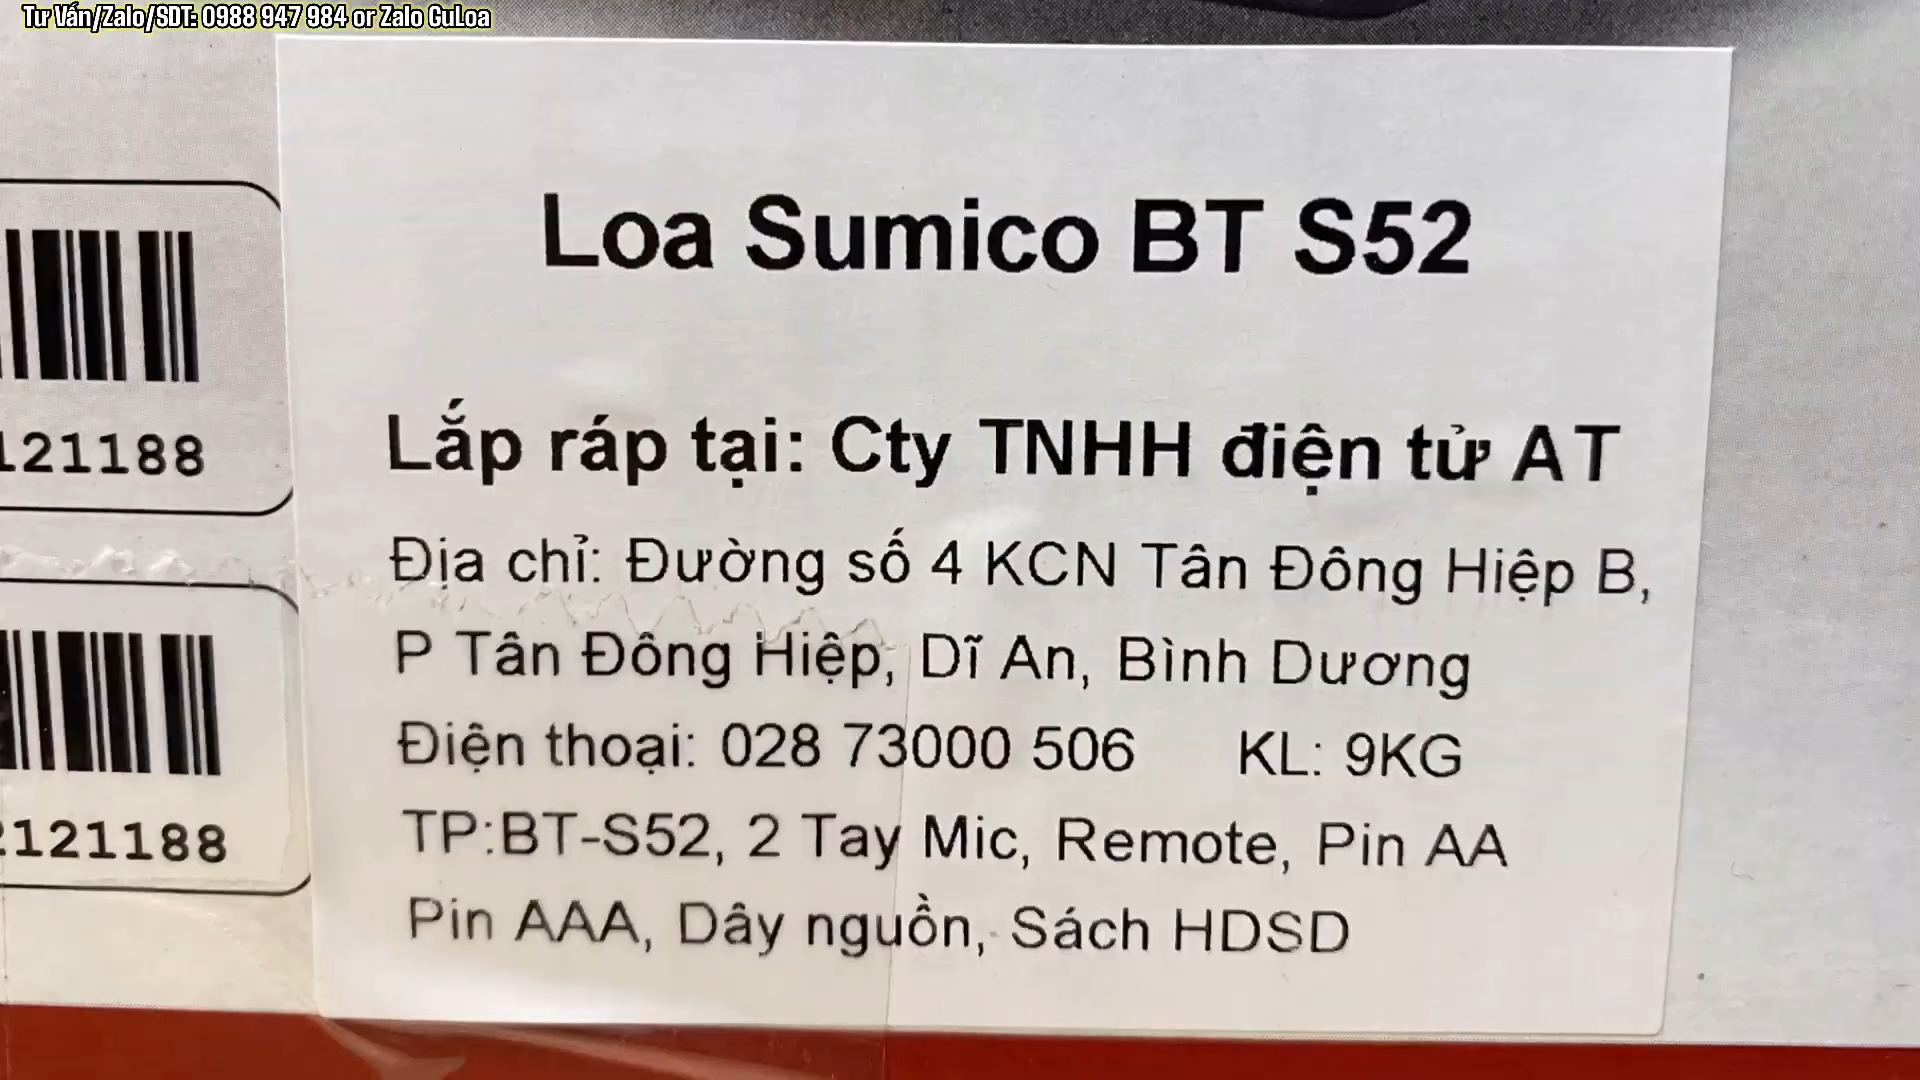 Tư Vấn/Zalo/SDT: 0988 947 984 or Zalo GuLoa
Loa Sumico BT S52
Lắp ráp tại: Cty TNHH điện tử AT
Địa chỉ: Đường số 4 KCN Tân Đông Hiệp B,
P Tân Đông Hiệp, Dĩ An, Bình Dương
Điện thoại: 028 73000 506 KL: 9KG
TP:BT-S52, 2 Tay Mic, Remote, Pin AA
Pin AAA, Dây nguồn, Sách HDSD
121188
2121188